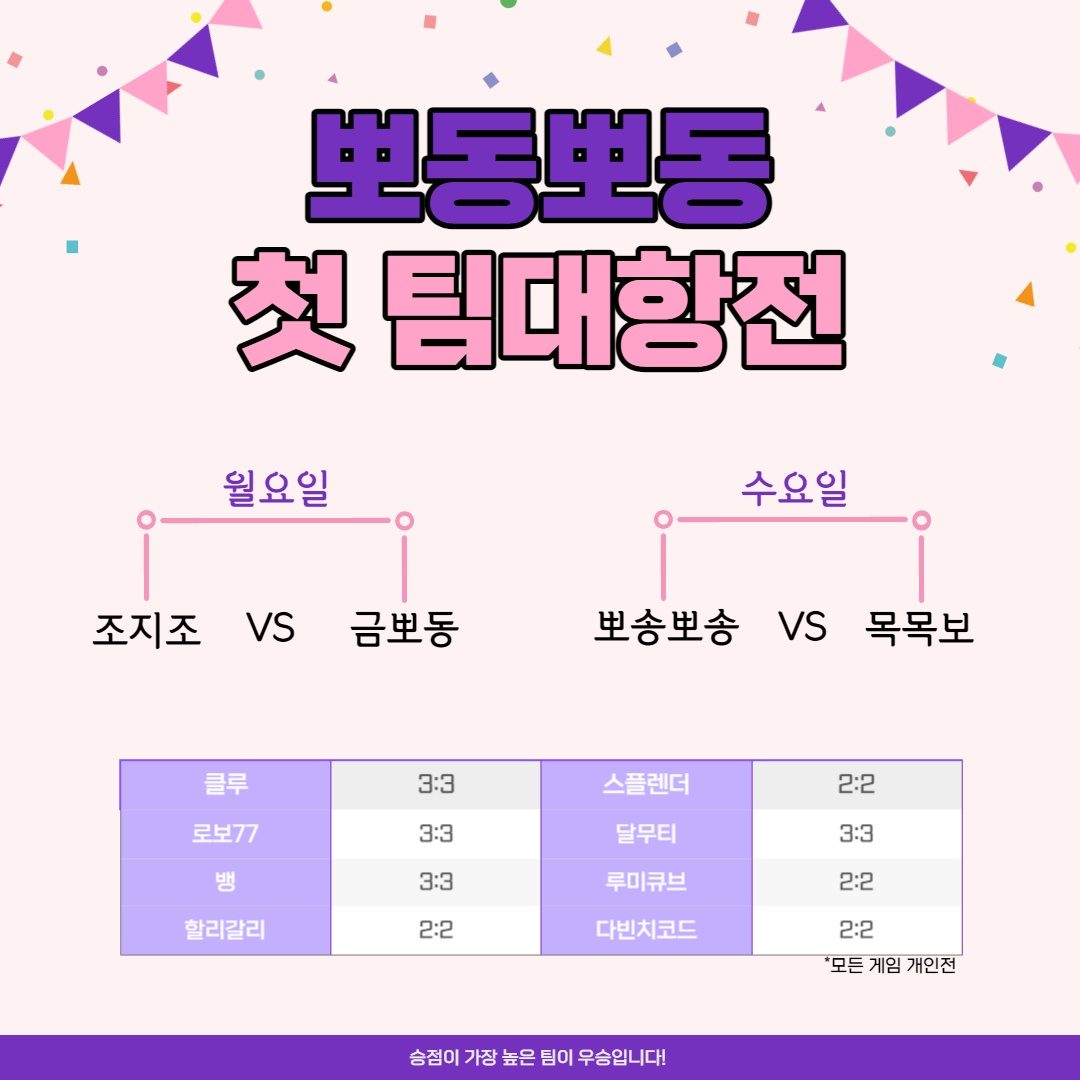 뽀동뽀동
첫 팀대항전
월요일
조지조 VS 금뽀동
수요일
뽀송뽀송 VS 목목보
클루 3:3 스플렌더 2:2
로보77 3:3 달무티 3:3
뱅 3:3 루미큐브 2:2
할리갈리 2:2 다빈치코드 2:2
*모든 게임 개인전
승점이 가장 높은 팀이 우승입니다!